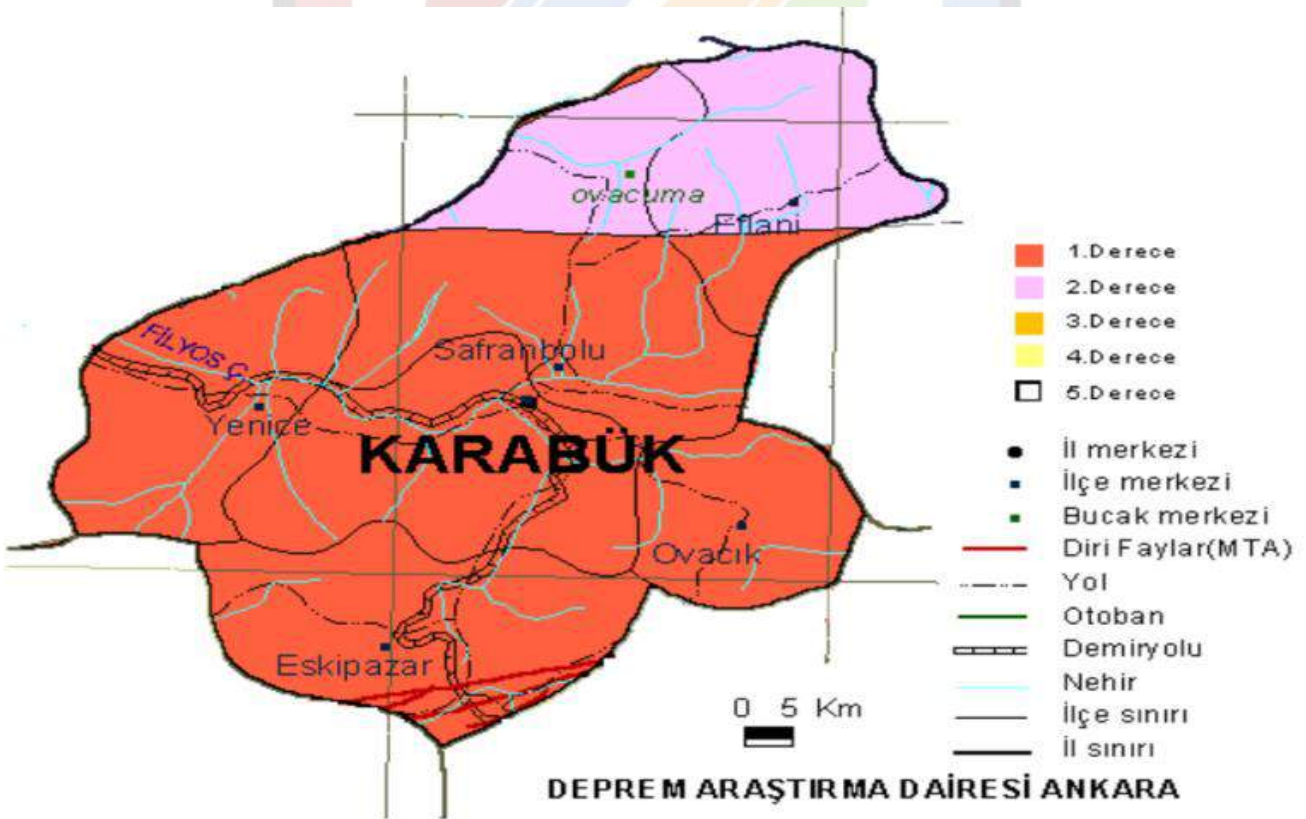 ovacuma
Eflani
FİLYOS Ç.
Safranbolu
Yenice
KARABÜK
Ovacık
Eskipazar
1.Derece
2.Derece
3.Derece
4.Derece
5.Derece
İl merkezi
İlçe merkezi
Bucak merkezi
Diri Faylar(MTA)
Yol
Otoban
Demiryolu
Nehir
İlçe sınırı
İl sınırı
0 5 Km
DEPREM ARAŞTIRMA DAİRESİ ANKARA